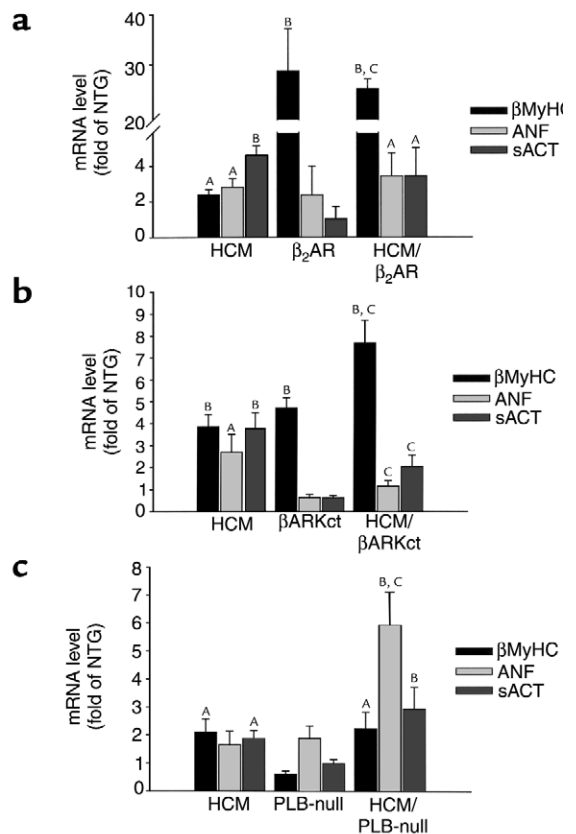 a
mRNA level
(fold of NTG)
40
30
20
4
2
0
A
A
B
B
B, C
A
A
HCM
β₂AR
HCM/
β₂AR
βMyHC
ANF
sACT
b
mRNA level
(fold of NTG)
10
9
8
7
6
5
4
3
2
1
0
B
A
B
B
B, C
C
C
HCM
βARKct
HCM/
βARKct
βMyHC
ANF
sACT
c
mRNA level
(fold of NTG)
8
7
6
5
4
3
2
1
0
A
A
A
B, C
B
HCM
PLB-null
HCM/
PLB-null
βMyHC
ANF
sACT